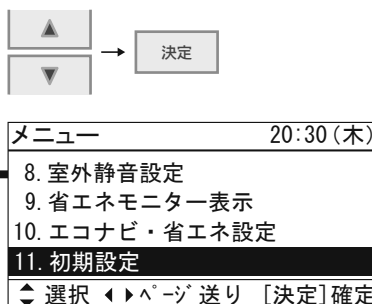 ▲
▼
→ 決定
メニュー 20:30(木)
8. 室外静音設定
9. 省エネモニター表示
10. エコナビ・省エネ設定
11. 初期設定
選択 ページ送り [決定]確定